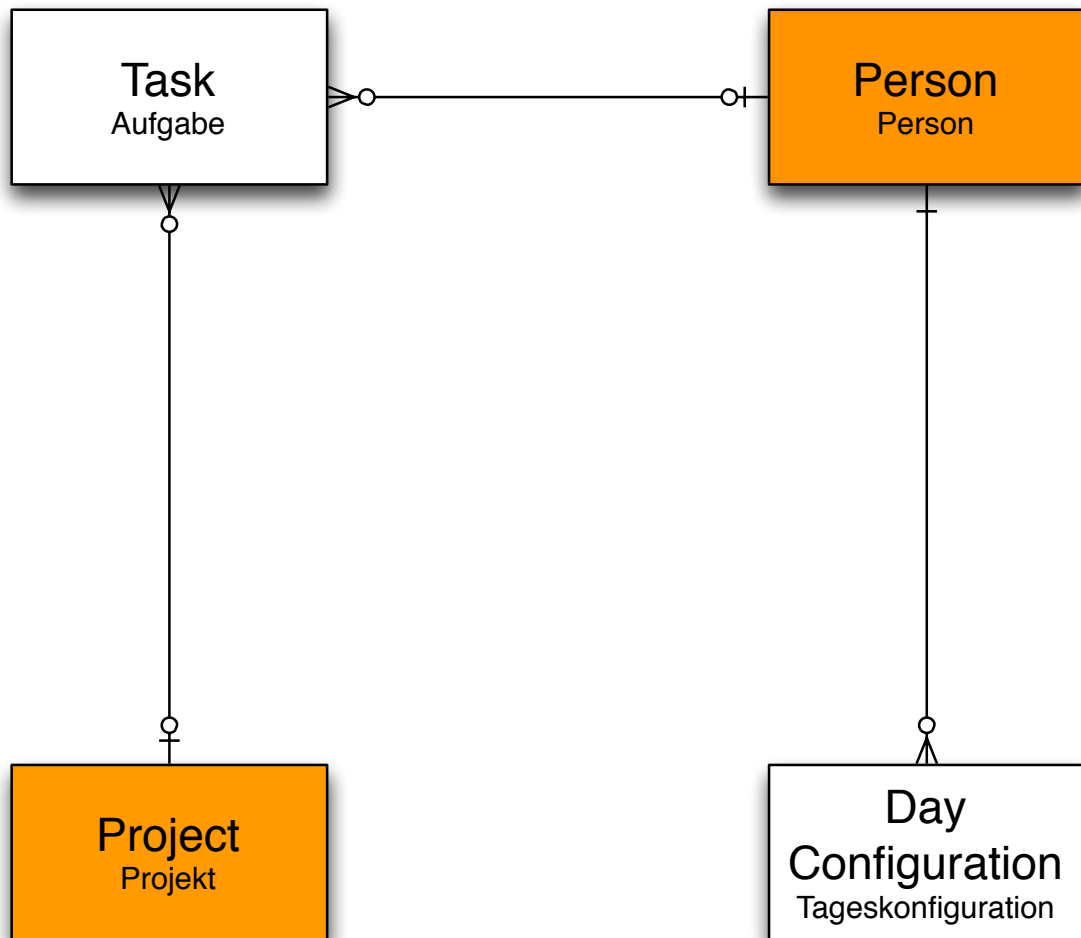 Task
Aufgabe
Person
Person
Project
Projekt
Day
Configuration
Tageskonfiguration